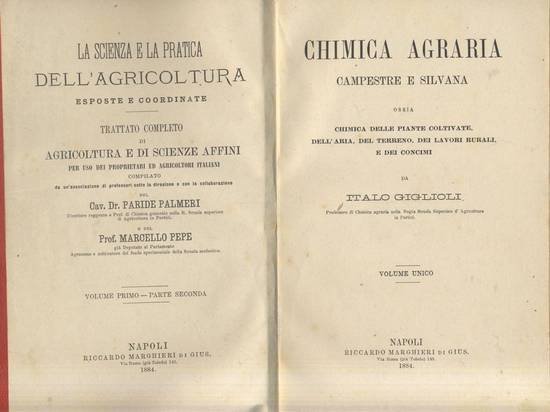 LA SCIENZA E LA PRATICA
DELL'AGRICOLTURA
ESPOSTE E COORDINATE
TRATTATO COMPLETO
DI
AGRICOLTURA E DI SCIENZE AFFINI
PER USO DEI PROPRIETARI ED AGRICOLTORI ITALIANI
COMPILATO
da un'associazione di professori sotto la direzione e con la collaborazione
DEL
Cav. Dr. PARIDE PALMERI
Direttore reggente e Prof. di Chimica generale nella R. Scuola superiore
di Agricoltura in Portici.
E DEL
Prof. MARCELLO PEPE
già Deputato al Parlamento
Agronomo e coltivatore del fondo sperimentale della Scuola anzidetta.
VOLUME PRIMO — PARTE SECONDA
NAPOLI
RICCARDO MARGHIERI DI GIUS.
Via Roma (già Toledo) 140.
1884.
CHIMICA AGRARIA
CAMPESTRE E SILVANA
OSSIA
CHIMICA DELLE PIANTE COLTIVATE,
DELL'ARIA, DEL TERRENO, DEI LAVORI RURALI,
E DEI CONCIMI
DA
ITALO GIGLIOLI
Professore di Chimica agraria nella Regia Scuola Superiore d' Agricoltura
in Portici.
VOLUME UNICO
NAPOLI
RICCARDO MARGHIERI DI GIUS.
Via Roma (già Toledo) 140.
1884.